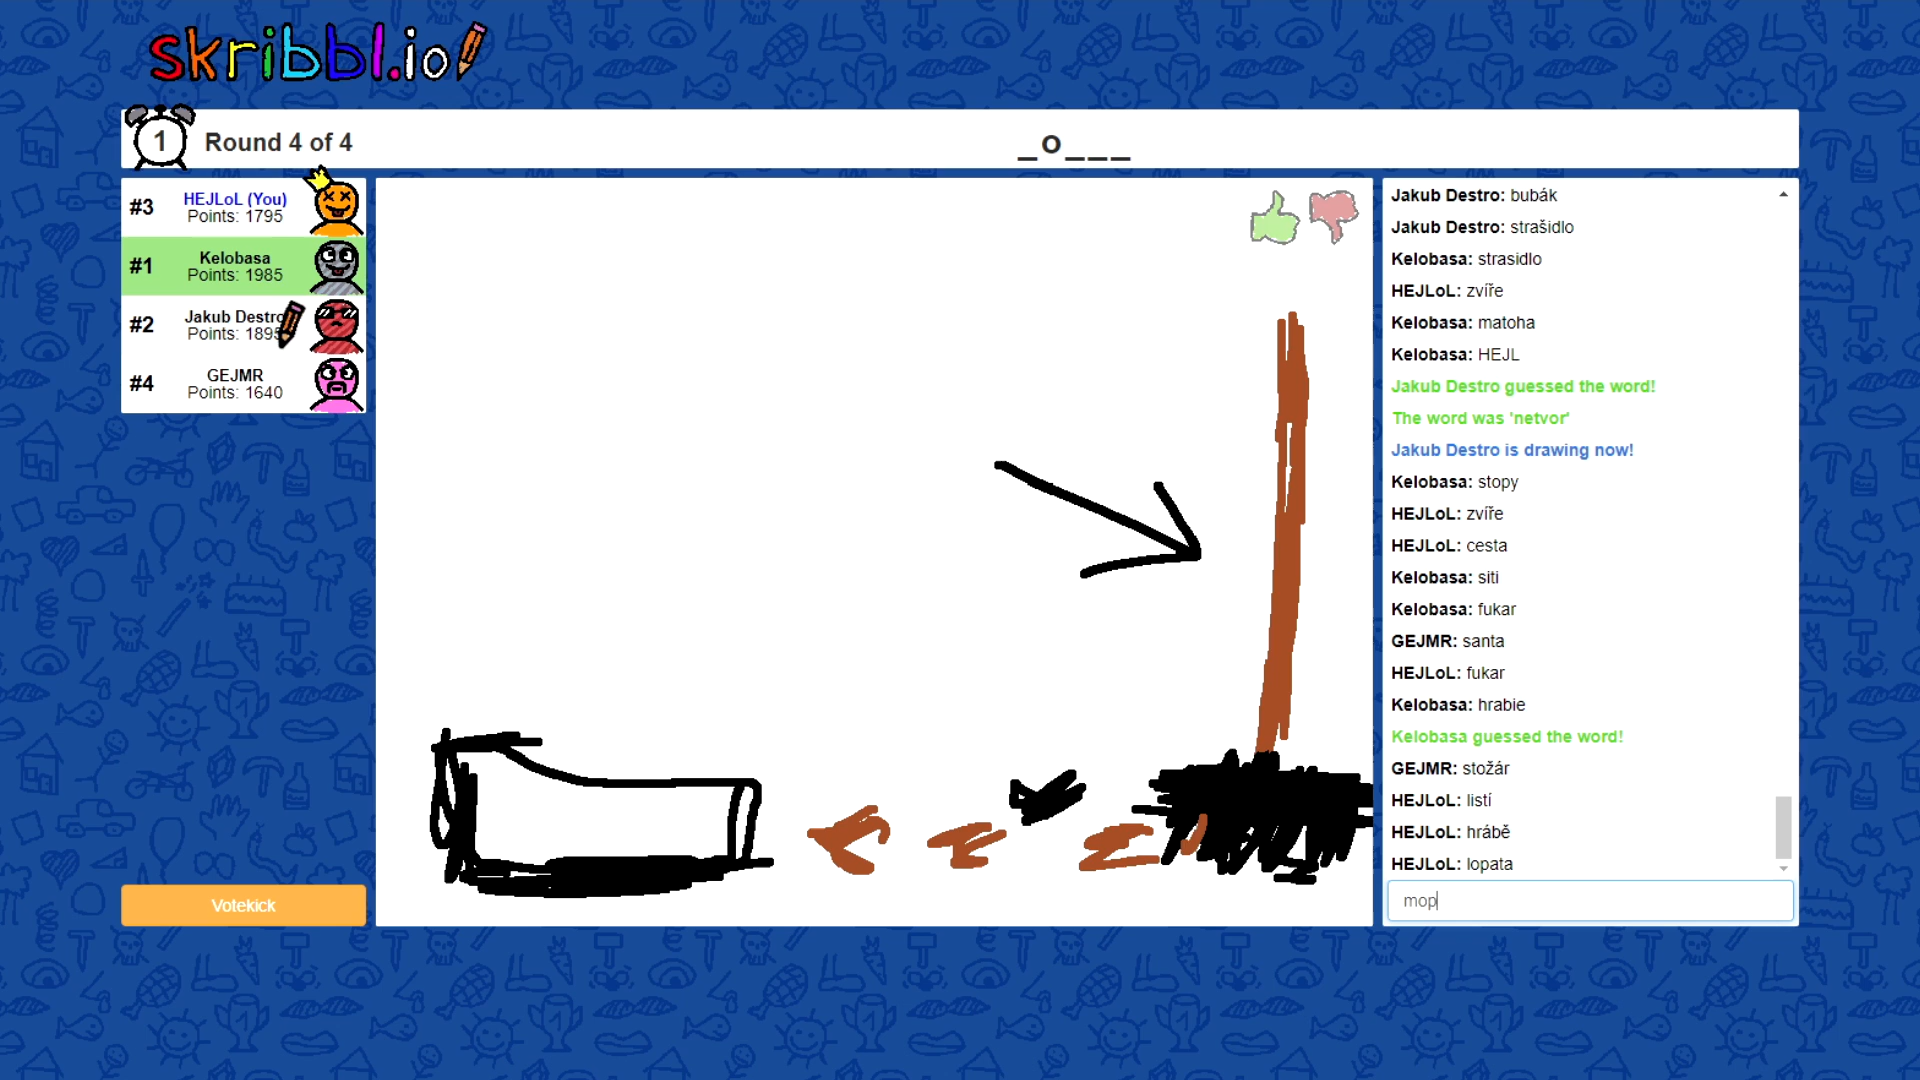 skribbl.io
1
Round 4 of 4
_o___
#3
HEJLoL (You)
Points: 1795
#1
Kelobasa
Points: 1985
#2
Jakub Destro
Points: 1895
#4
GEJMR
Points: 1640
Votekick
Jakub Destro: bubák
Jakub Destro: strašidlo
Kelobasa: strasidlo
HEJLoL: zvíře
Kelobasa: matoha
Kelobasa: HEJL
Jakub Destro guessed the word!
The word was 'netvor'
Jakub Destro is drawing now!
Kelobasa: stopy
HEJLoL: zvíře
HEJLoL: cesta
Kelobasa: siti
Kelobasa: fukar
GEJMR: santa
HEJLoL: fukar
Kelobasa: hrabie
Kelobasa guessed the word!
GEJMR: stožár
HEJLoL: listí
HEJLoL: hrábě
HEJLoL: lopata
mop